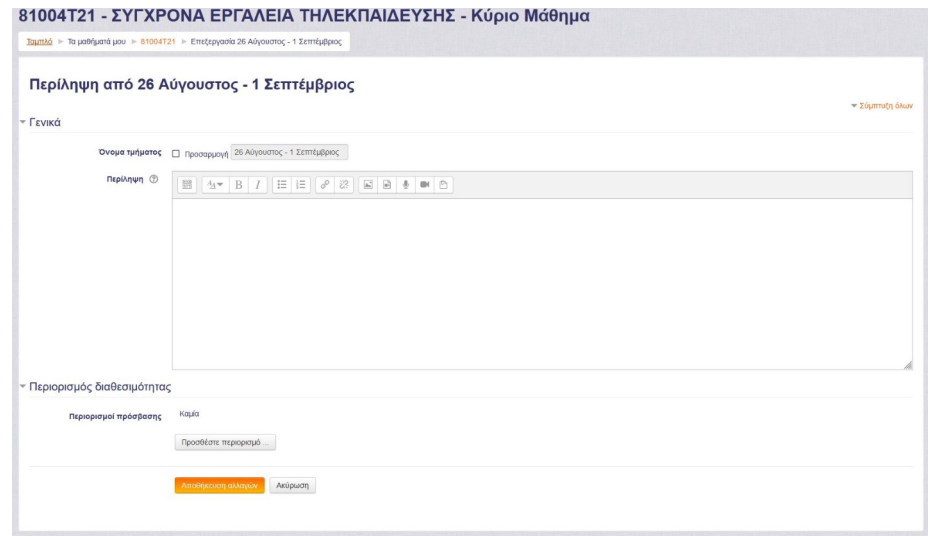 81004T21 - ΣΥΓΧΡΟΝΑ ΕΡΓΑΛΕΙΑ ΤΗΛΕΚΠΑΙΔΕΥΣΗΣ - Κύριο Μάθημα
Ταμπλό ► Τα μαθήματά μου ► 81004T21 ► Επεξεργασία 26 Αύγουστος - 1 Σεπτέμβριος
Περίληψη από 26 Αύγουστος - 1 Σεπτέμβριος
Σύμπτυξη όλων
Γενικά
Όνομα τμήματος Προσαρμογή 26 Αύγουστος - 1 Σεπτέμβριος
Περίληψη
Περιορισμός διαθεσιμότητας
Περιορισμοί πρόσβασης Καμία
Προσθέστε περιορισμό ...
Αποθήκευση αλλαγών Ακύρωση